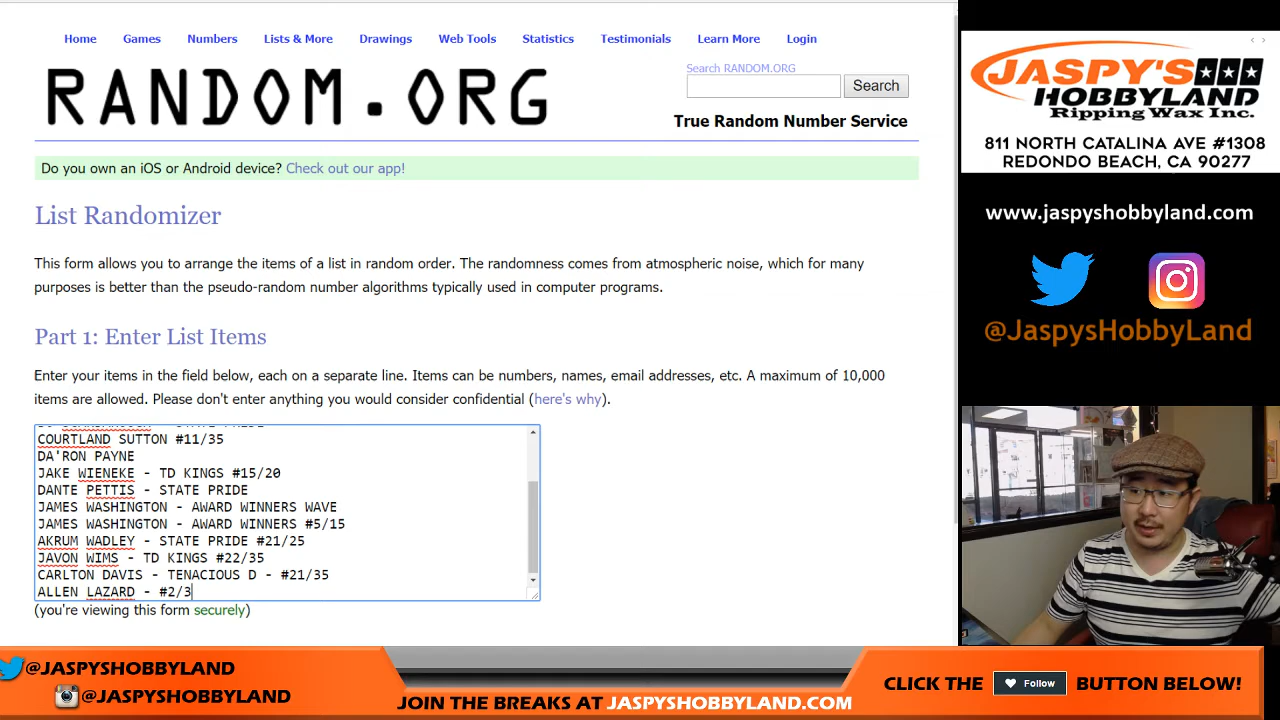 Home Games Numbers Lists & More Drawings Web Tools Statistics Testimonials Learn More Login
RANDOM.ORG
Search RANDOM.ORG
Search
True Random Number Service
Do you own an iOS or Android device? Check out our app!
List Randomizer
This form allows you to arrange the items of a list in random order. The randomness comes from atmospheric noise, which for many
purposes is better than the pseudo-random number algorithms typically used in computer programs.
Part 1: Enter List Items
Enter your items in the field below, each on a separate line. Items can be numbers, names, email addresses, etc. A maximum of 10,000
items are allowed. Please don't enter anything you would consider confidential (here's why).
COURTLAND SUTTON #11/35
DA'RON PAYNE
JAKE WIENEKE - TD KINGS #15/20
DANTE PETTIS - STATE PRIDE
JAMES WASHINGTON - AWARD WINNERS WAVE
JAMES WASHINGTON - AWARD WINNERS #5/15
AKRUM WADLEY - STATE PRIDE #21/25
JAVON WIMS - TD KINGS #22/35
CARLTON DAVIS - TENACIOUS D - #21/35
ALLEN LAZARD - #2/3
(you're viewing this form securely)
JASPY'S
HOBBYLAND
Ripping Wax Inc.
811 NORTH CATALINA AVE #1308
REDONDO BEACH, CA 90277
www.jaspyshobbyland.com
@JaspysHobbyLand
@JASPYSHOBBYLAND
@JASPYSHOBBYLAND
JOIN THE BREAKS AT JASPYSHOBBYLAND.COM
CLICK THE Follow BUTTON BELOW!